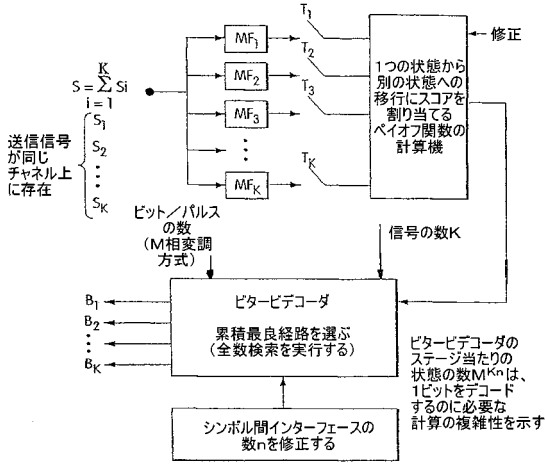 S=ΣSi
K
i=1
送信信号
が同じ
チャネル上
に存在
S1
S2
SK
MF1
MF2
MF3
MFK
T1
T2
T3
TK
1つの状態から
別の状態への
移行にスコアを
割り当てる
ペイオフ関数の
計算機
修正
ビット/パルス
の数
(M相変調
方式)
信号の数K
ビタービデコーダ
累積最良経路を選ぶ
(全数検索を実行する)
B1
B2
BK
ビタービデコーダの
ステージ当たりの
状態の数M^Knは、
1ビットをデコード
するのに必要な
計算の複雑性を示す
シンボル間インターフェースの
数nを修正する